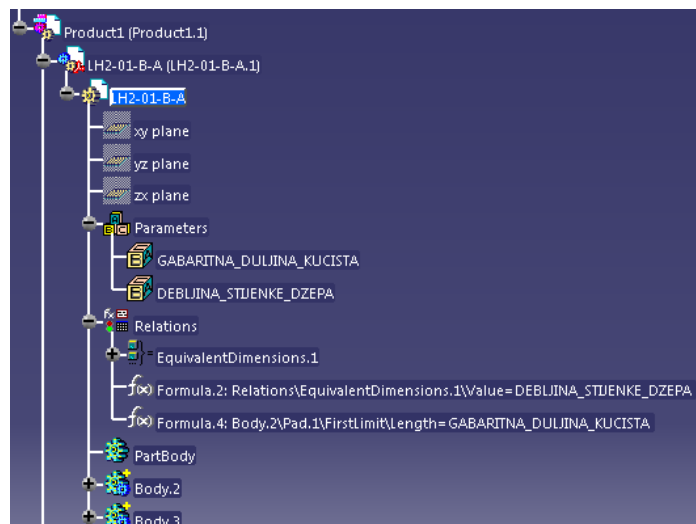 Product1 (Product1.1)
LH2-01-B-A (LH2-01-B-A.1)
LH2-01-B-A
xy plane
yz plane
zx plane
Parameters
GABARITNA_DULJINA_KUCISTA
DEBLJINA_STIJENKE_DZEPA
Relations
EquivalentDimensions.1
Formula.2: Relations\EquivalentDimensions.1\Value=DEBLJINA_STIJENKE_DZEPA
Formula.4: Body.2\Pad.1\FirstLimit\Length=GABARITNA_DULJINA_KUCISTA
PartBody
Body.2
Body.3